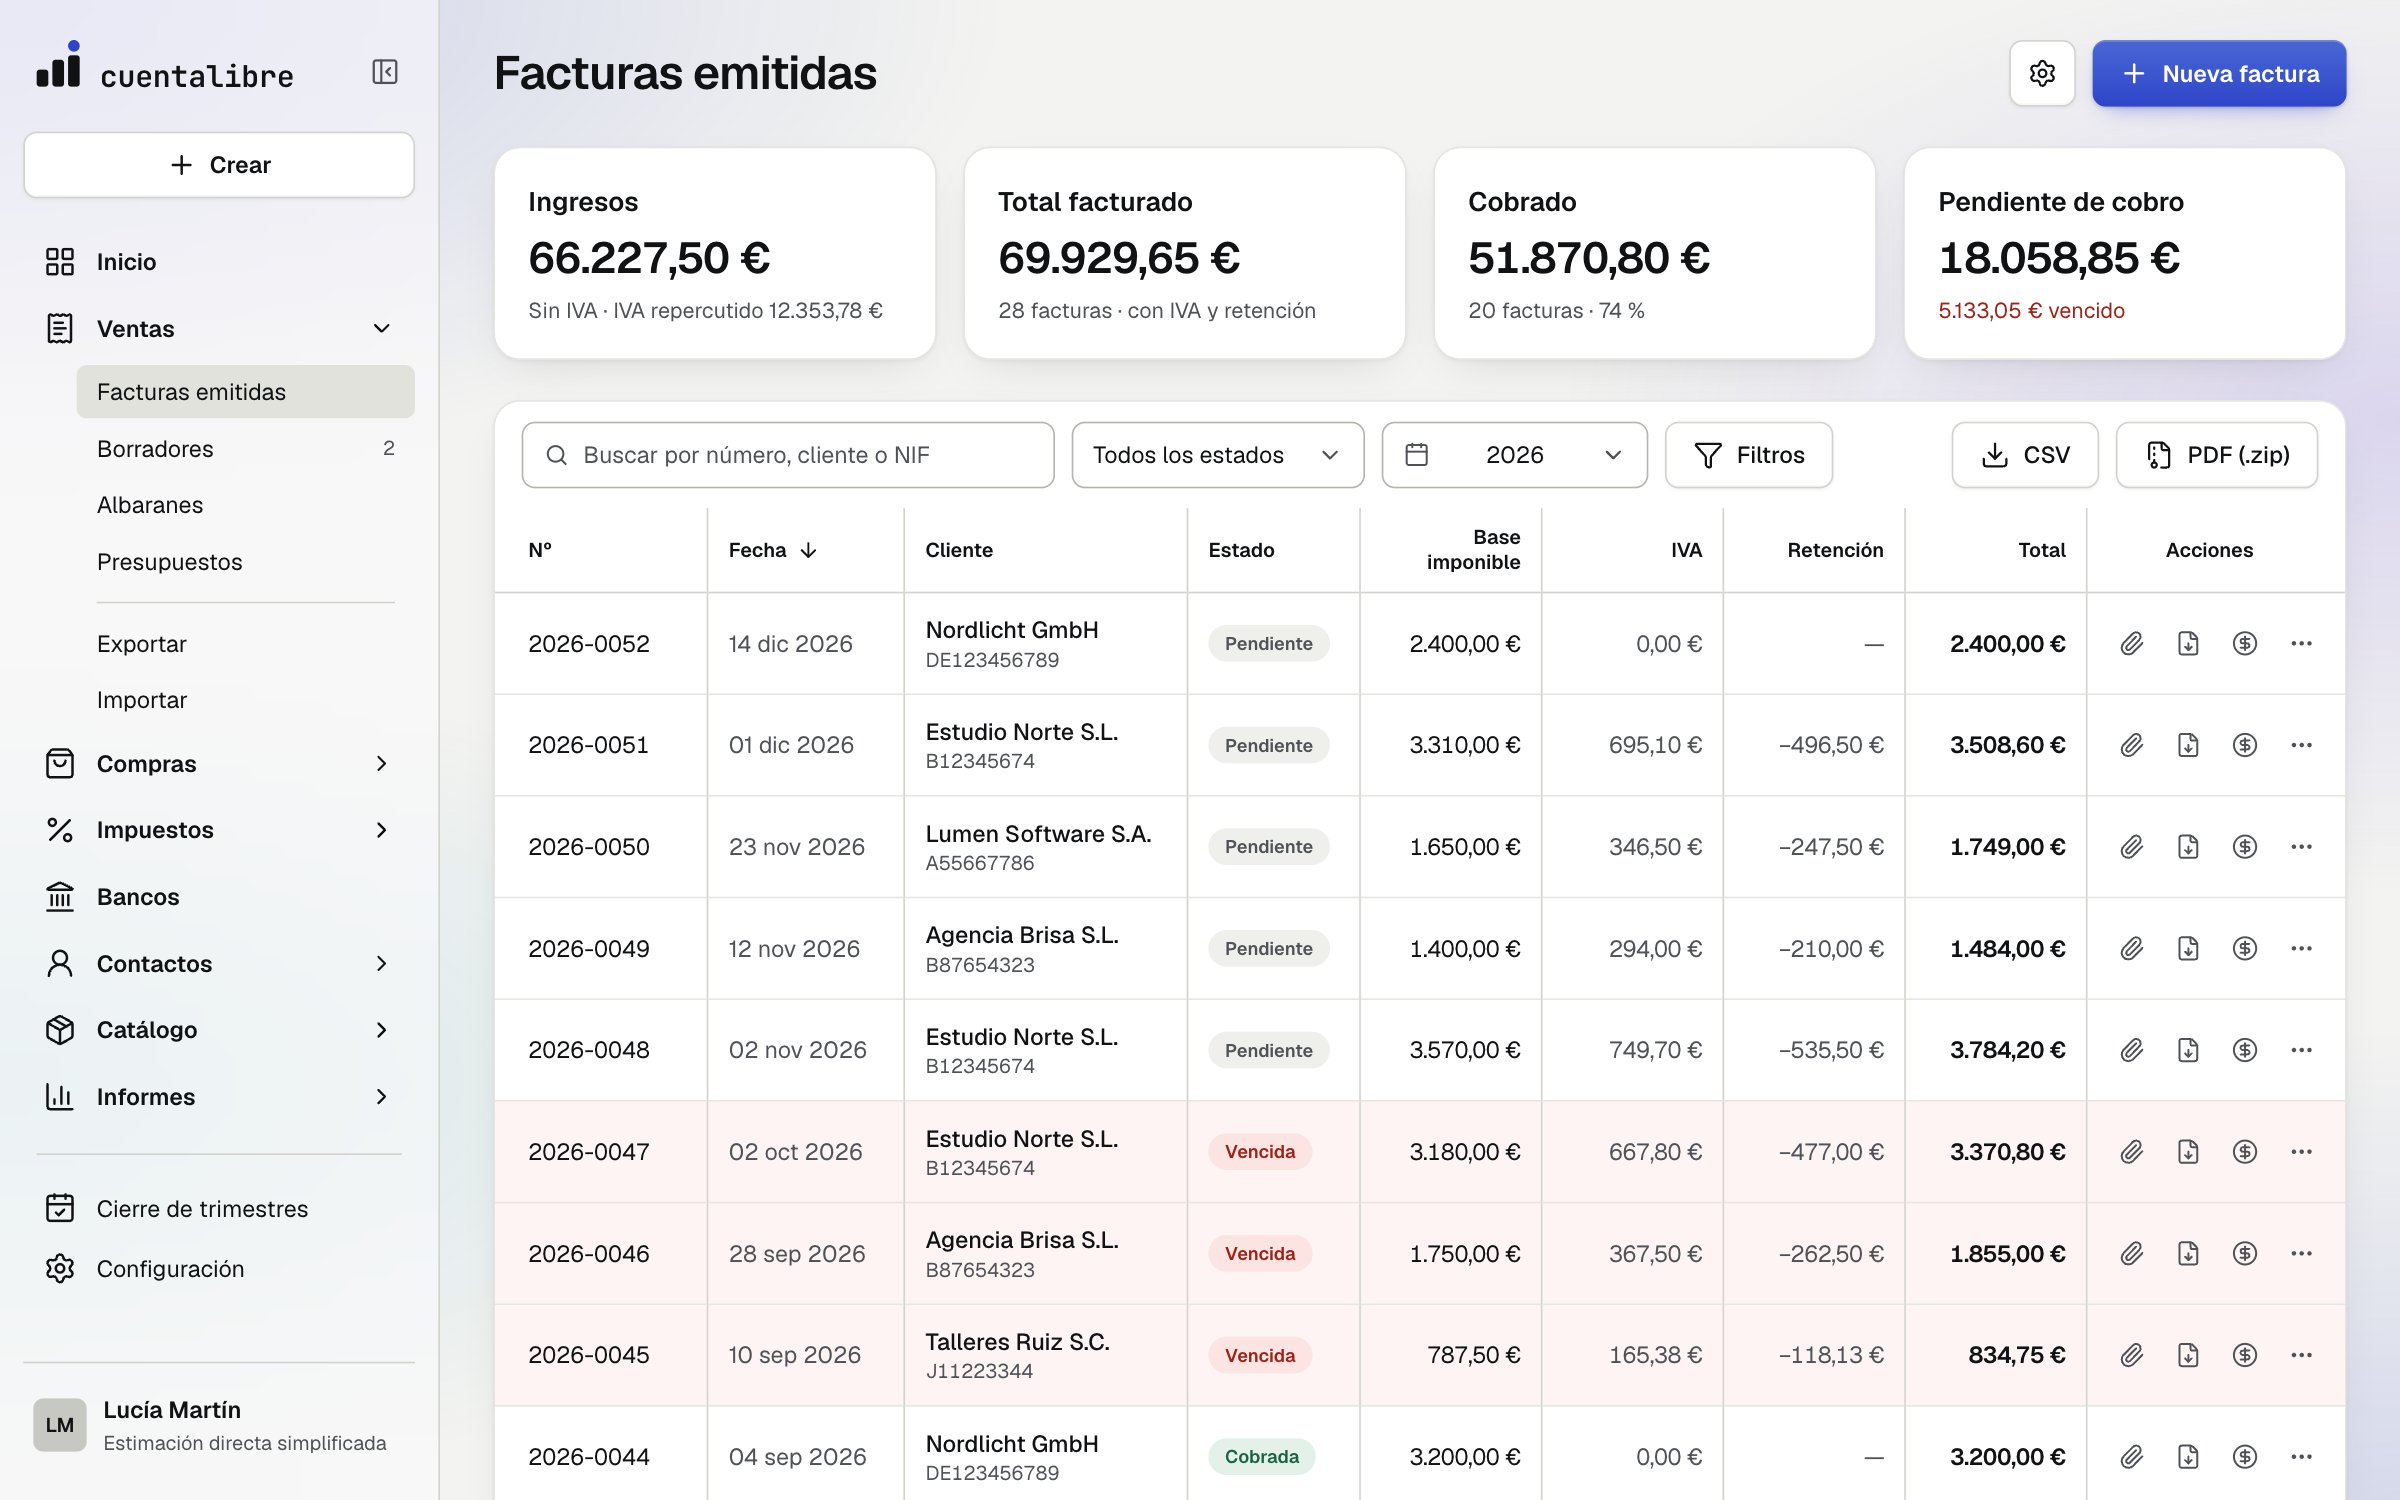 cuentalibre
Crear
Inicio
Ventas
Facturas emitidas
Borradores 2
Albaranes
Presupuestos
Exportar
Importar
Compras
Impuestos
Bancos
Contactos
Catálogo
Informes
Cierre de trimestres
Configuración
LM
Lucía Martín
Estimación directa simplificada
Facturas emitidas
Nueva factura
Ingresos
66.227,50 €
Sin IVA · IVA repercutido 12.353,78 €
Total facturado
69.929,65 €
28 facturas · con IVA y retención
Cobrado
51.870,80 €
20 facturas · 74 %
Pendiente de cobro
18.058,85 €
5.133,05 € vencido
Buscar por número, cliente o NIF
Todos los estados
2026
Filtros
CSV
PDF (.zip)
Nº Fecha Cliente Estado Base imponible IVA Retención Total Acciones
2026-0052 14 dic 2026 Nordlicht GmbH Pendiente 2.400,00 € 0,00 € — 2.400,00 €
DE123456789
2026-0051 01 dic 2026 Estudio Norte S.L. Pendiente 3.310,00 € 695,10 € −496,50 € 3.508,60 €
B12345674
2026-0050 23 nov 2026 Lumen Software S.A. Pendiente 1.650,00 € 346,50 € −247,50 € 1.749,00 €
A55667786
2026-0049 12 nov 2026 Agencia Brisa S.L. Pendiente 1.400,00 € 294,00 € −210,00 € 1.484,00 €
B87654323
2026-0048 02 nov 2026 Estudio Norte S.L. Pendiente 3.570,00 € 749,70 € −535,50 € 3.784,20 €
B12345674
2026-0047 02 oct 2026 Estudio Norte S.L. Vencida 3.180,00 € 667,80 € −477,00 € 3.370,80 €
B12345674
2026-0046 28 sep 2026 Agencia Brisa S.L. Vencida 1.750,00 € 367,50 € −262,50 € 1.855,00 €
B87654323
2026-0045 10 sep 2026 Talleres Ruiz S.C. Vencida 787,50 € 165,38 € −118,13 € 834,75 €
J11223344
2026-0044 04 sep 2026 Nordlicht GmbH Cobrada 3.200,00 € 0,00 € — 3.200,00 €
DE123456789